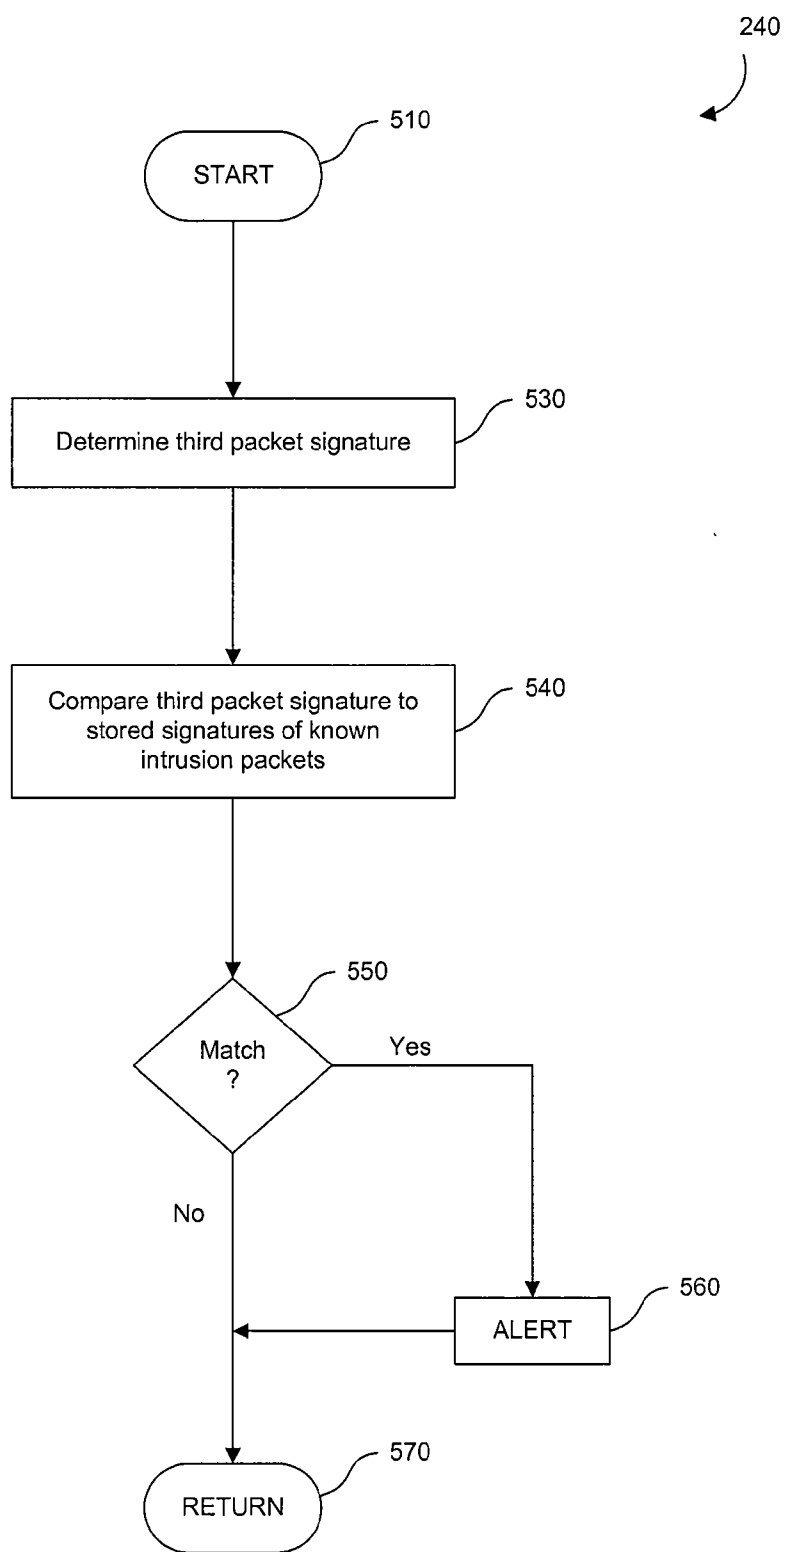 240
510
START
530
Determine third packet signature
540
Compare third packet signature to
stored signatures of known
intrusion packets
550
Match
?
Yes
No
560
ALERT
570
RETURN